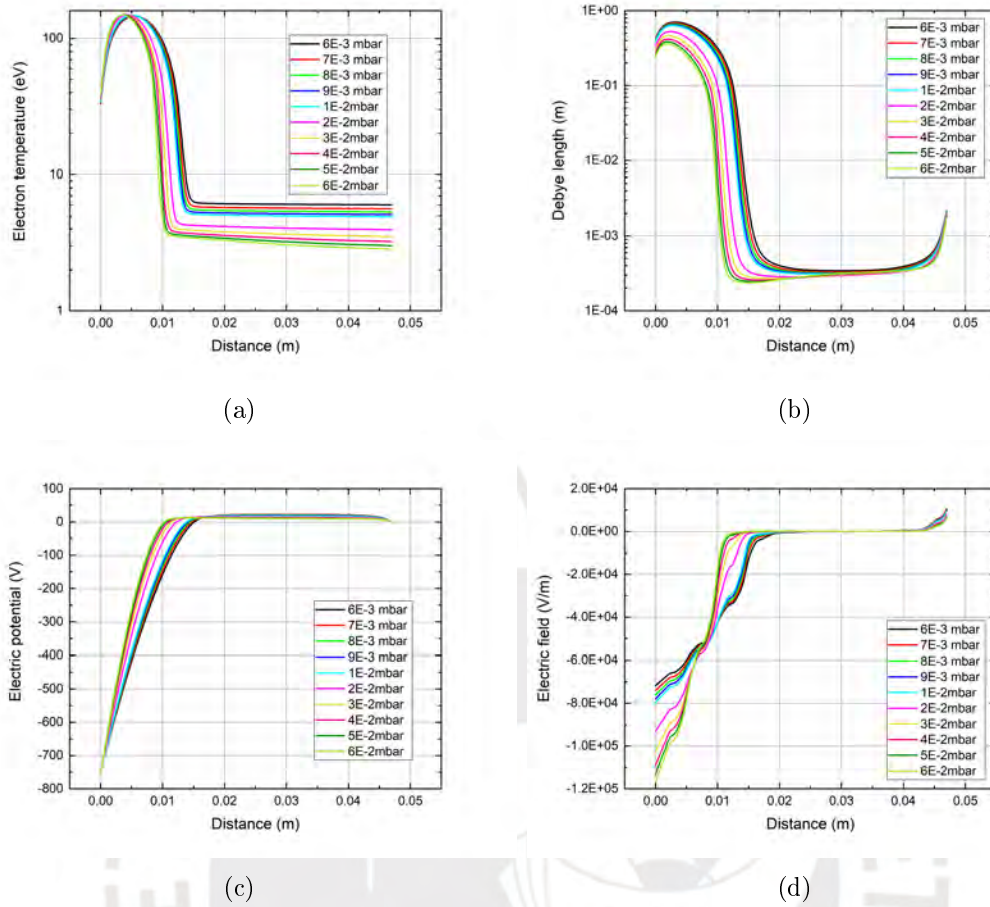 Electron temperature (eV)
100
10
1
6E-3 mbar
7E-3 mbar
8E-3 mbar
9E-3 mbar
1E-2mbar
2E-2mbar
3E-2mbar
4E-2mbar
5E-2mbar
6E-2mbar
0.00 0.01 0.02 0.03 0.04 0.05
Distance (m)
(a)
Debye length (m)
1E+00
1E-01
1E-02
1E-03
1E-04
6E-3 mbar
7E-3 mbar
8E-3 mbar
9E-3 mbar
1E-2mbar
2E-2mbar
3E-2mbar
4E-2mbar
5E-2mbar
6E-2mbar
0.00 0.01 0.02 0.03 0.04 0.05
Distance (m)
(b)
Electric potential (V)
100
0
-100
-200
-300
-400
-500
-600
-700
-800
6E-3 mbar
7E-3 mbar
8E-3 mbar
9E-3 mbar
1E-2mbar
2E-2mbar
3E-2mbar
4E-2mbar
5E-2mbar
6E-2mbar
0.00 0.01 0.02 0.03 0.04 0.05
Distance (m)
(c)
Electric field (V/m)
2.0E+04
0.0E+00
-2.0E+04
-4.0E+04
-6.0E+04
-8.0E+04
-1.0E+05
-1.2E+05
6E-3 mbar
7E-3 mbar
8E-3 mbar
9E-3 mbar
1E-2mbar
2E-2mbar
3E-2mbar
4E-2mbar
5E-2mbar
6E-2mbar
0.00 0.01 0.02 0.03 0.04 0.05
Distance (m)
(d)